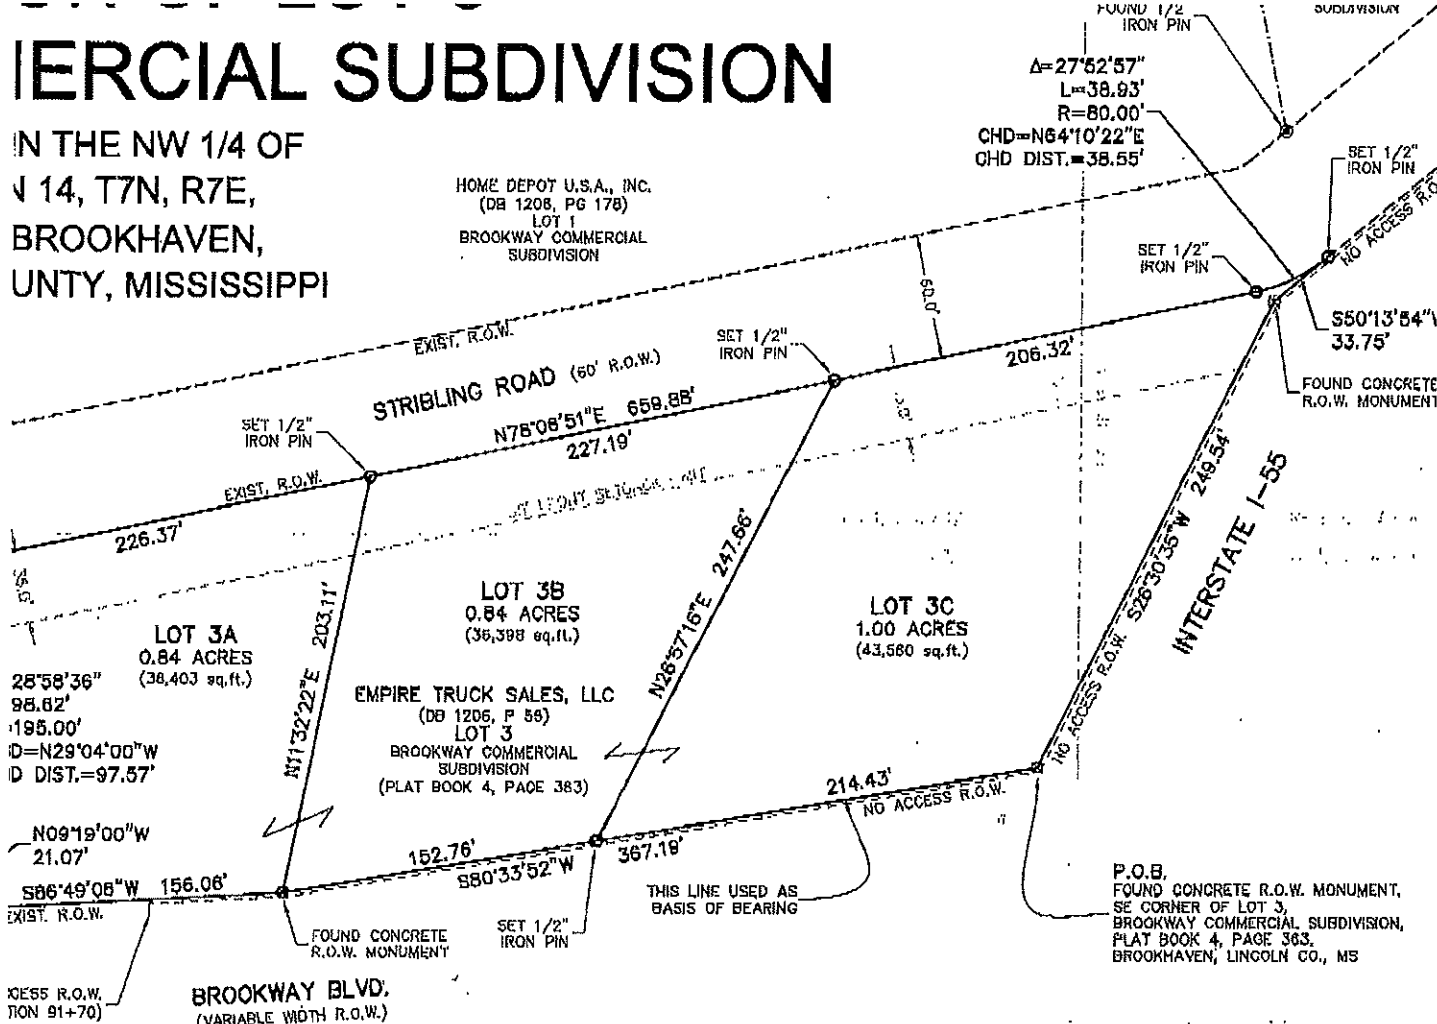 IERCIAL SUBDIVISION
IN THE NW 1/4 OF
14, T7N, R7E,
BROOKHAVEN,
UNTY, MISSISSIPPI
HOME DEPOT U.S.A., INC.
(DB 1206, PG 178)
LOT 1
BROOKWAY COMMERCIAL
SUBDIVISION
FOUND 1/2
IRON PIN
SUBDIVISION
Δ=27°52'57"
L=38.93'
R=80.00'
CHD=N64°10'22"E
CHD DIST.=38.55'
SET 1/2"
IRON PIN
NO ACCESS R.O.
SET 1/2"
IRON PIN
60.0'
S50°13'54"
33.75'
FOUND CONCRETE
R.O.W. MONUMENT
EXIST. R.O.W.
STRIBLING ROAD (60' R.O.W.)
SET 1/2"
IRON PIN
206.32'
N78°08'51"E 659.88'
227.19'
SET 1/2"
IRON PIN
EXIST. R.O.W.
226.37'
35.0'
LOT 3A
0.84 ACRES
(36,403 sq.ft.)
N11°32'22"E 203.11'
LOT 3B
0.84 ACRES
(36,398 sq.ft.)
EMPIRE TRUCK SALES, LLC
(DB 1206, P 56)
LOT 3
BROOKWAY COMMERCIAL
SUBDIVISION
(PLAT BOOK 4, PAGE 363)
N26°57'16"E 247.66'
LOT 3C
1.00 ACRES
(43,560 sq.ft.)
S26°30'35"W 249.54'
NO ACCESS R.O.W.
INTERSTATE I-55
28°58'36"
98.62'
195.00'
D=N29°04'00"W
D DIST.=97.57'
N09°19'00"W
21.07'
S86°49'08"W 156.06'
EXIST. R.O.W.
152.76'
S80°33'52"W 367.19'
214.43'
NO ACCESS R.O.W.
THIS LINE USED AS
BASIS OF BEARING
SET 1/2"
IRON PIN
FOUND CONCRETE
R.O.W. MONUMENT
P.O.B.
FOUND CONCRETE R.O.W. MONUMENT,
SE CORNER OF LOT 3,
BROOKWAY COMMERCIAL SUBDIVISION,
PLAT BOOK 4, PAGE 363,
BROOKHAVEN, LINCOLN CO., MS
CESS R.O.W.
TION 91+70)
BROOKWAY BLVD.
(VARIABLE WIDTH R.O.W.)